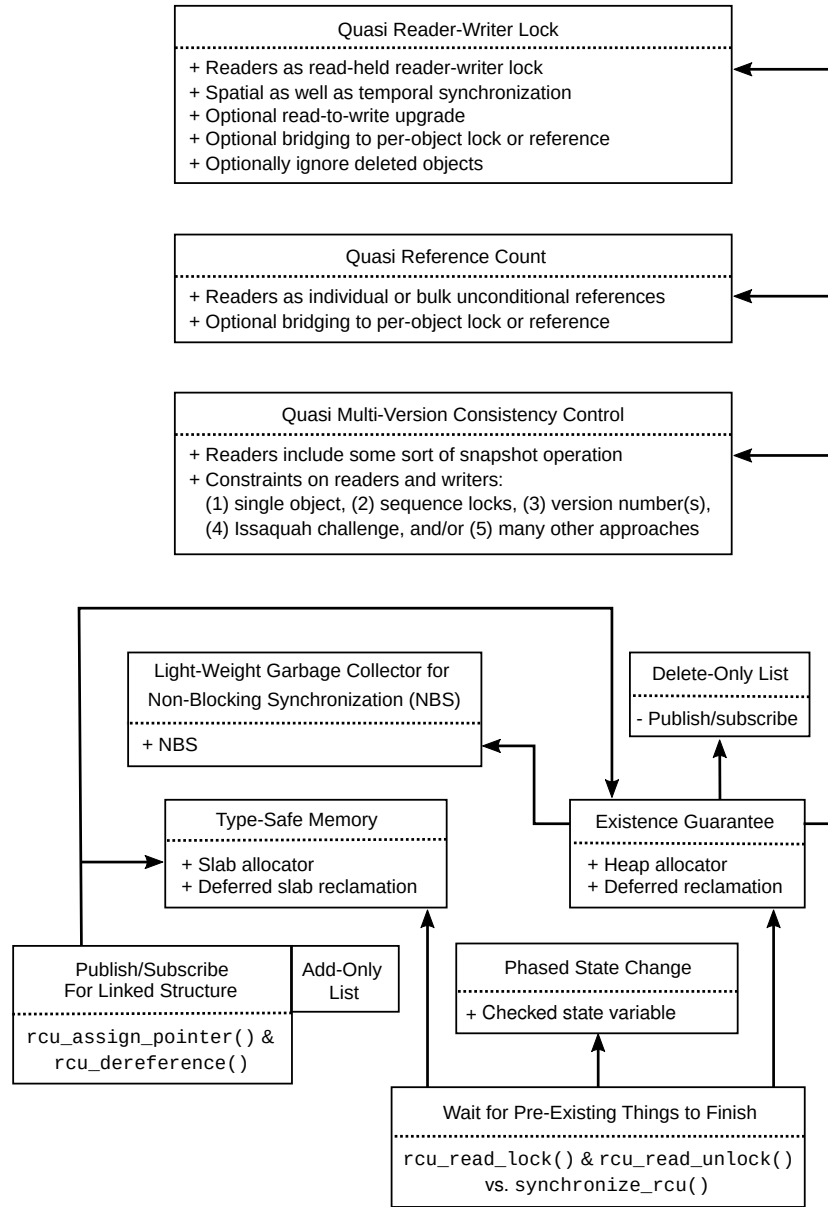 Quasi Reader-Writer Lock
+ Readers as read-held reader-writer lock
+ Spatial as well as temporal synchronization
+ Optional read-to-write upgrade
+ Optional bridging to per-object lock or reference
+ Optionally ignore deleted objects
Quasi Reference Count
+ Readers as individual or bulk unconditional references
+ Optional bridging to per-object lock or reference
Quasi Multi-Version Consistency Control
+ Readers include some sort of snapshot operation
+ Constraints on readers and writers:
(1) single object, (2) sequence locks, (3) version number(s),
(4) Issaquah challenge, and/or (5) many other approaches
Light-Weight Garbage Collector for
Non-Blocking Synchronization (NBS)
+ NBS
Delete-Only List
- Publish/subscribe
Type-Safe Memory
+ Slab allocator
+ Deferred slab reclamation
Existence Guarantee
+ Heap allocator
+ Deferred reclamation
Publish/Subscribe
For Linked Structure
rcu_assign_pointer() &
rcu_dereference()
Add-Only
List
Phased State Change
+ Checked state variable
Wait for Pre-Existing Things to Finish
rcu_read_lock() & rcu_read_unlock()
vs. synchronize_rcu()